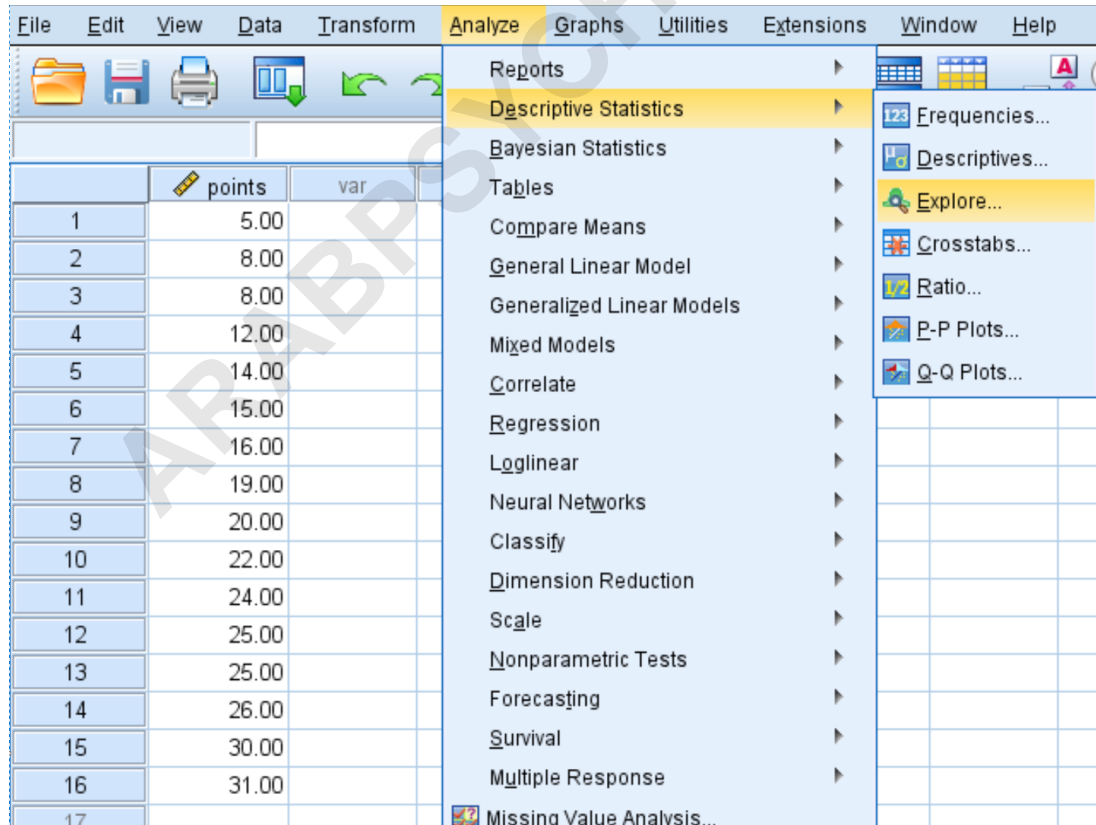 File Edit View Data Transform Analyze Graphs Utilities Extensions Window Help
A
points var
1 5.00
2 8.00
3 8.00
4 12.00
5 14.00
6 15.00
7 16.00
8 19.00
9 20.00
10 22.00
11 24.00
12 25.00
13 25.00
14 26.00
15 30.00
16 31.00
17
Reports
Descriptive Statistics
Bayesian Statistics
Tables
Compare Means
General Linear Model
Generalized Linear Models
Mixed Models
Correlate
Regression
Loglinear
Neural Networks
Classify
Dimension Reduction
Scale
Nonparametric Tests
Forecasting
Survival
Multiple Response
Missing Value Analysis...
123 Frequencies...
μσ Descriptives...
Explore...
Crosstabs...
1/2 Ratio...
P-P Plots...
Q-Q Plots...
ARABPSYCH